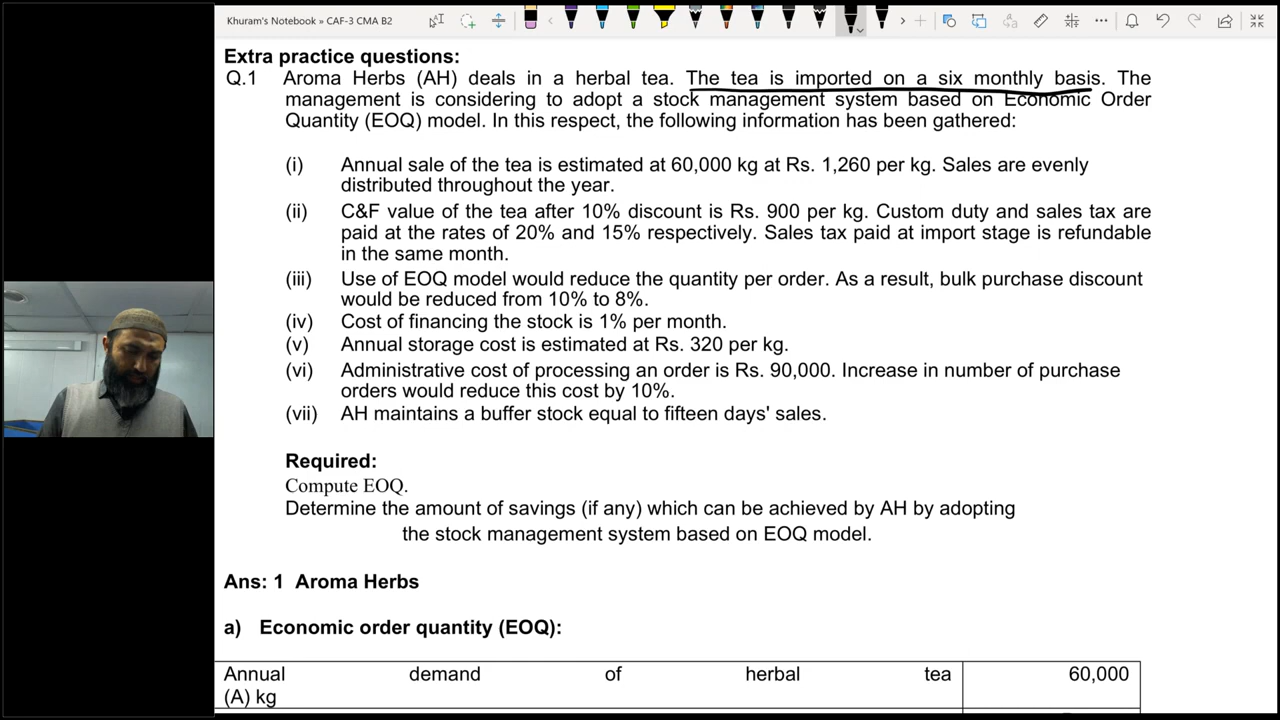 Khuram's Notebook » CAF-3 CMA B2
Extra practice questions:
Q.1 Aroma Herbs (AH) deals in a herbal tea. The tea is imported on a six monthly basis. The
management is considering to adopt a stock management system based on Economic Order
Quantity (EOQ) model. In this respect, the following information has been gathered:
(i) Annual sale of the tea is estimated at 60,000 kg at Rs. 1,260 per kg. Sales are evenly
distributed throughout the year.
(ii) C&F value of the tea after 10% discount is Rs. 900 per kg. Custom duty and sales tax are
paid at the rates of 20% and 15% respectively. Sales tax paid at import stage is refundable
in the same month.
(iii) Use of EOQ model would reduce the quantity per order. As a result, bulk purchase discount
would be reduced from 10% to 8%.
(iv) Cost of financing the stock is 1% per month.
(v) Annual storage cost is estimated at Rs. 320 per kg.
(vi) Administrative cost of processing an order is Rs. 90,000. Increase in number of purchase
orders would reduce this cost by 10%.
(vii) AH maintains a buffer stock equal to fifteen days' sales.
Required:
Compute EOQ.
Determine the amount of savings (if any) which can be achieved by AH by adopting
the stock management system based on EOQ model.
Ans: 1 Aroma Herbs
a) Economic order quantity (EOQ):
Annual demand of herbal tea 60,000
(A) kg